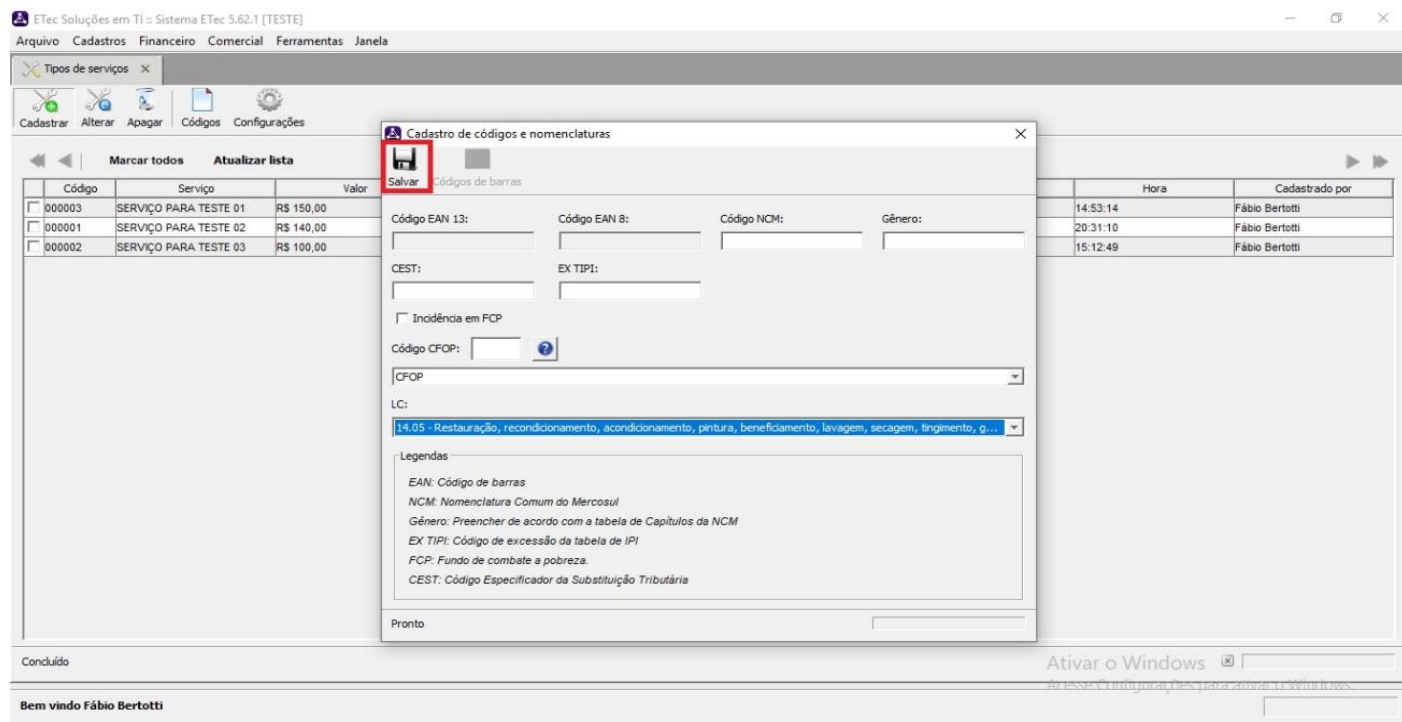 ETec Soluções em TI :: Sistema ETec 5.62.1 [TESTE]
Arquivo Cadastros Financeiro Comercial Ferramentas Janela
Tipos de serviços
Cadastrar Alterar Apagar Códigos Configurações
Marcar todos Atualizar lista
Código Serviço Valor Hora Cadastrado por
000003 SERVIÇO PARA TESTE 01 R$ 150,00 14:53:14 Fábio Bertotti
000001 SERVIÇO PARA TESTE 02 R$ 140,00 20:31:10 Fábio Bertotti
000002 SERVIÇO PARA TESTE 03 R$ 100,00 15:12:49 Fábio Bertotti
Cadastro de códigos e nomenclaturas
Salvar Códigos de barras
Código EAN 13: Código EAN 8: Código NCM: Gênero:
CEST: EX TIPI:
Incidência em FCP
Código CFOP:
CFOP
LC:
14.05 - Restauração, recondicionamento, acondicionamento, pintura, beneficiamento, lavagem, secagem, tingimento, g...
Legendas
EAN: Código de barras
NCM: Nomenclatura Comum do Mercosul
Gênero: Preencher de acordo com a tabela de Capítulos da NCM
EX TIPI: Código de excessão da tabela de IPI
FCP: Fundo de combate a pobreza.
CEST: Código Especificador da Substituição Tributária
Pronto
Concluído
Ativar o Windows
Acesse Configurações para ativar o Windows.
Bem vindo Fábio Bertotti